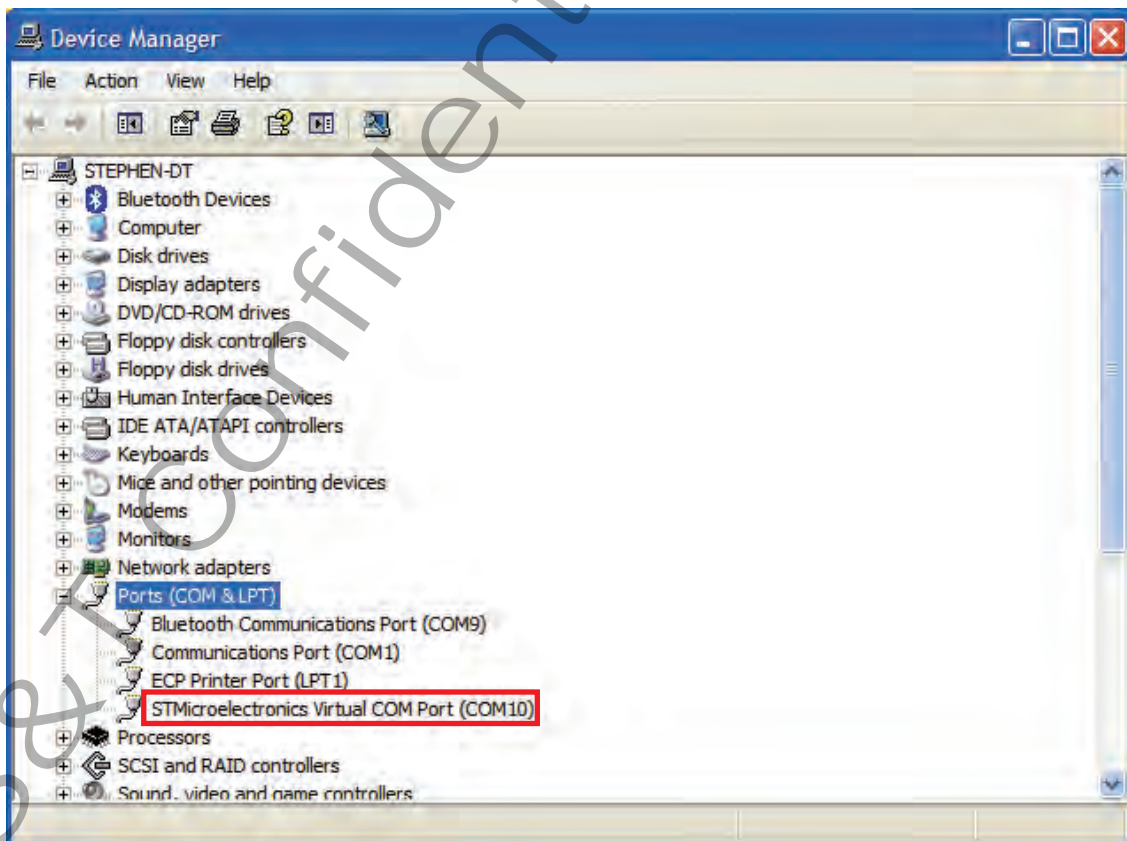 Device Manager
File Action View Help
STEPHEN-DT
Bluetooth Devices
Computer
Disk drives
Display adapters
DVD/CD-ROM drives
Floppy disk controllers
Floppy disk drives
Human Interface Devices
IDE ATA/ATAPI controllers
Keyboards
Mice and other pointing devices
Modems
Monitors
Network adapters
Ports (COM & LPT)
Bluetooth Communications Port (COM9)
Communications Port (COM1)
ECP Printer Port (LPT1)
STMicroelectronics Virtual COM Port (COM10)
Processors
SCSI and RAID controllers
Sound, video and game controllers
&T Confident